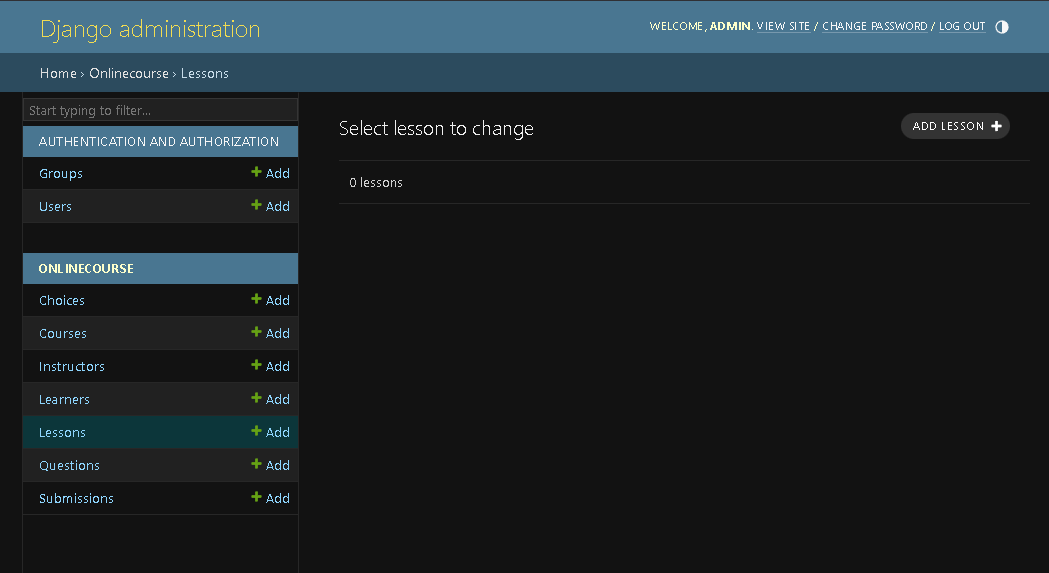 Django administration
WELCOME, ADMIN. VIEW SITE / CHANGE PASSWORD / LOG OUT
Home › Onlinecourse › Lessons
Start typing to filter...
AUTHENTICATION AND AUTHORIZATION
Groups + Add
Users + Add
ONLINECOURSE
Choices + Add
Courses + Add
Instructors + Add
Learners + Add
Lessons + Add
Questions + Add
Submissions + Add
Select lesson to change
ADD LESSON +
0 lessons